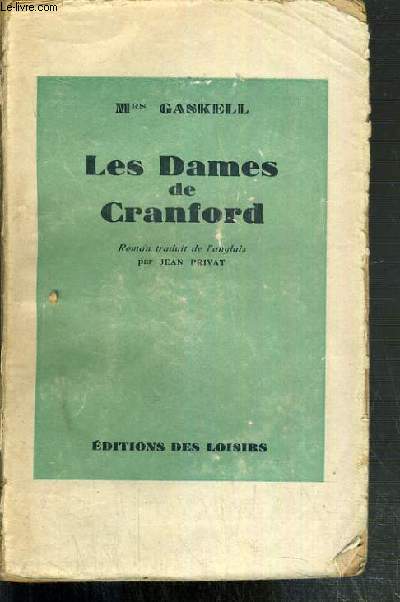 Le-livre.com
Mrs GASKELL
Les Dames
de
Cranford
Roman traduit de l'anglais
par JEAN PRIVAT
ÉDITIONS DES LOISIRS